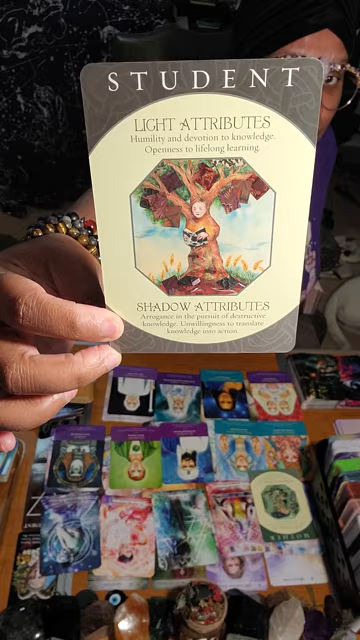 STUDENT
LIGHT ATTRIBUTES
Humility and devotion to knowledge.
Openness to lifelong learning.
SHADOW ATTRIBUTES
Arrogance in the pursuit of destructive
knowledge. Unwillingness to translate
knowledge into action.
MOTHER